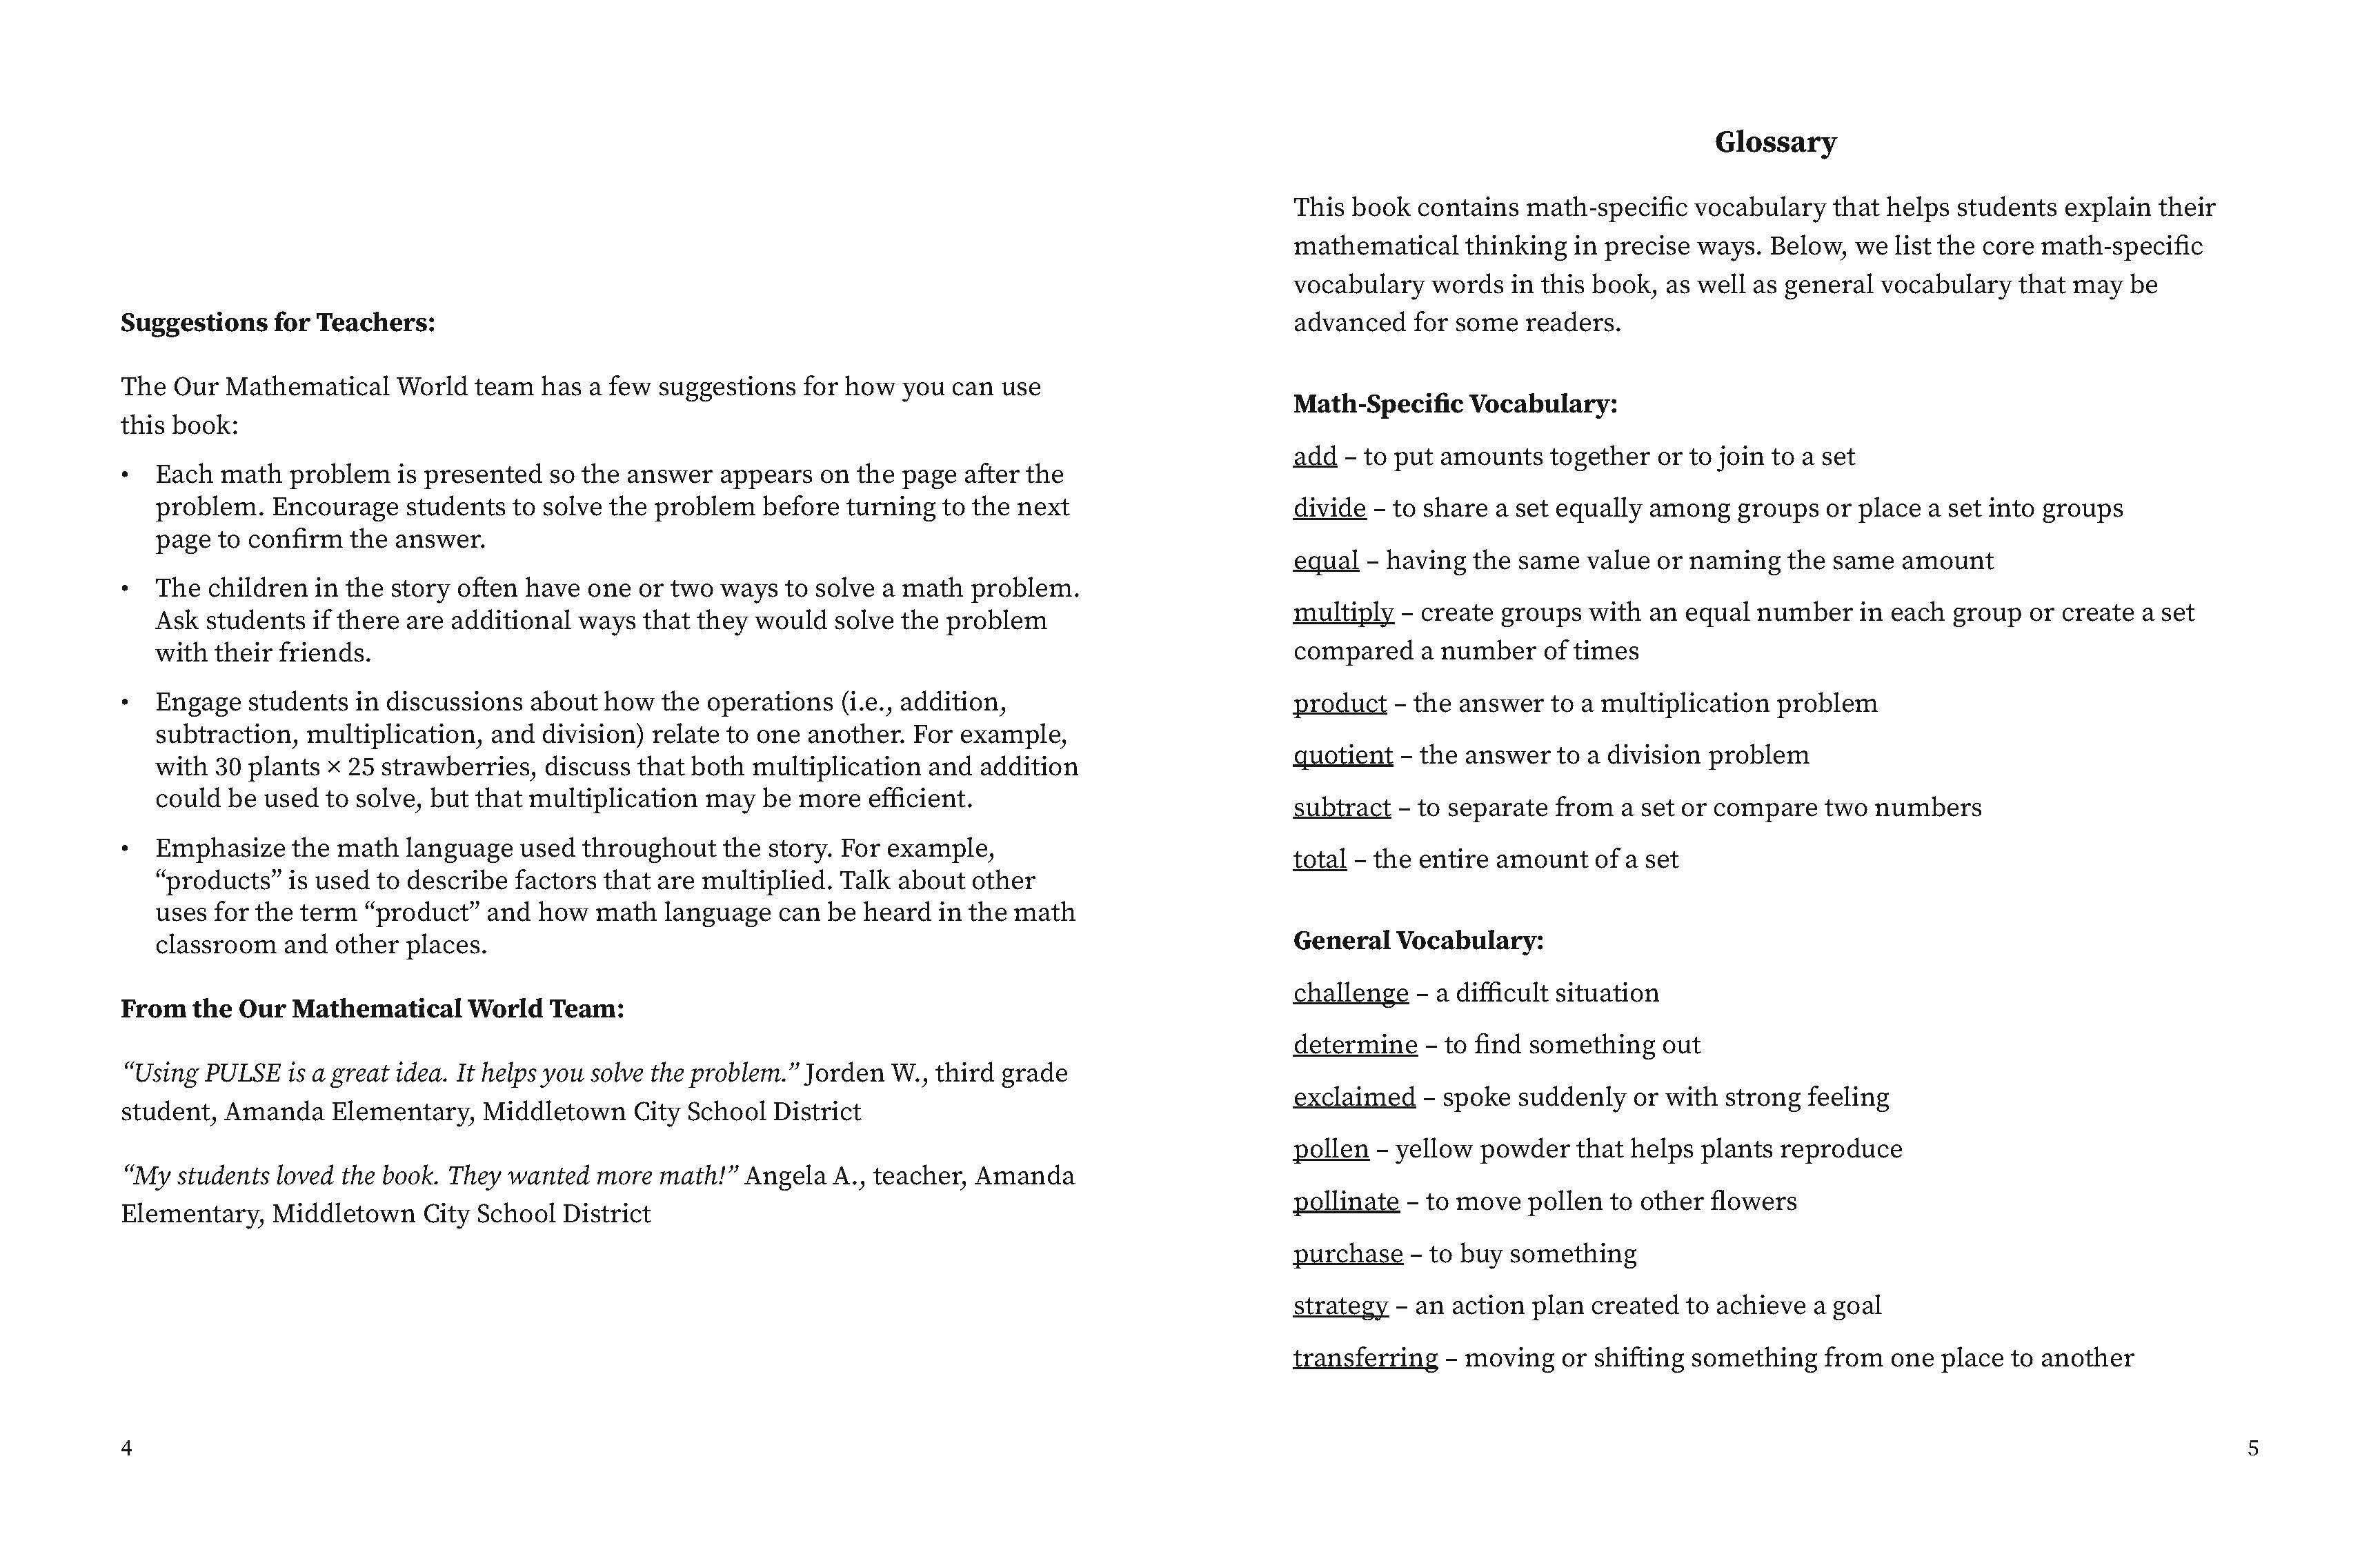 Suggestions for Teachers:
The Our Mathematical World team has a few suggestions for how you can use
this book:
• Each math problem is presented so the answer appears on the page after the
problem. Encourage students to solve the problem before turning to the next
page to confirm the answer.
• The children in the story often have one or two ways to solve a math problem.
Ask students if there are additional ways that they would solve the problem
with their friends.
• Engage students in discussions about how the operations (i.e., addition,
subtraction, multiplication, and division) relate to one another. For example,
with 30 plants × 25 strawberries, discuss that both multiplication and addition
could be used to solve, but that multiplication may be more efficient.
• Emphasize the math language used throughout the story. For example,
“products” is used to describe factors that are multiplied. Talk about other
uses for the term “product” and how math language can be heard in the math
classroom and other places.
From the Our Mathematical World Team:
“Using PULSE is a great idea. It helps you solve the problem.” Jorden W., third grade
student, Amanda Elementary, Middletown City School District
“My students loved the book. They wanted more math!” Angela A., teacher, Amanda
Elementary, Middletown City School District
4
Glossary
This book contains math-specific vocabulary that helps students explain their
mathematical thinking in precise ways. Below, we list the core math-specific
vocabulary words in this book, as well as general vocabulary that may be
advanced for some readers.
Math-Specific Vocabulary:
add – to put amounts together or to join to a set
divide – to share a set equally among groups or place a set into groups
equal – having the same value or naming the same amount
multiply – create groups with an equal number in each group or create a set
compared a number of times
product – the answer to a multiplication problem
quotient – the answer to a division problem
subtract – to separate from a set or compare two numbers
total – the entire amount of a set
General Vocabulary:
challenge – a difficult situation
determine – to find something out
exclaimed – spoke suddenly or with strong feeling
pollen – yellow powder that helps plants reproduce
pollinate – to move pollen to other flowers
purchase – to buy something
strategy – an action plan created to achieve a goal
transferring – moving or shifting something from one place to another
5